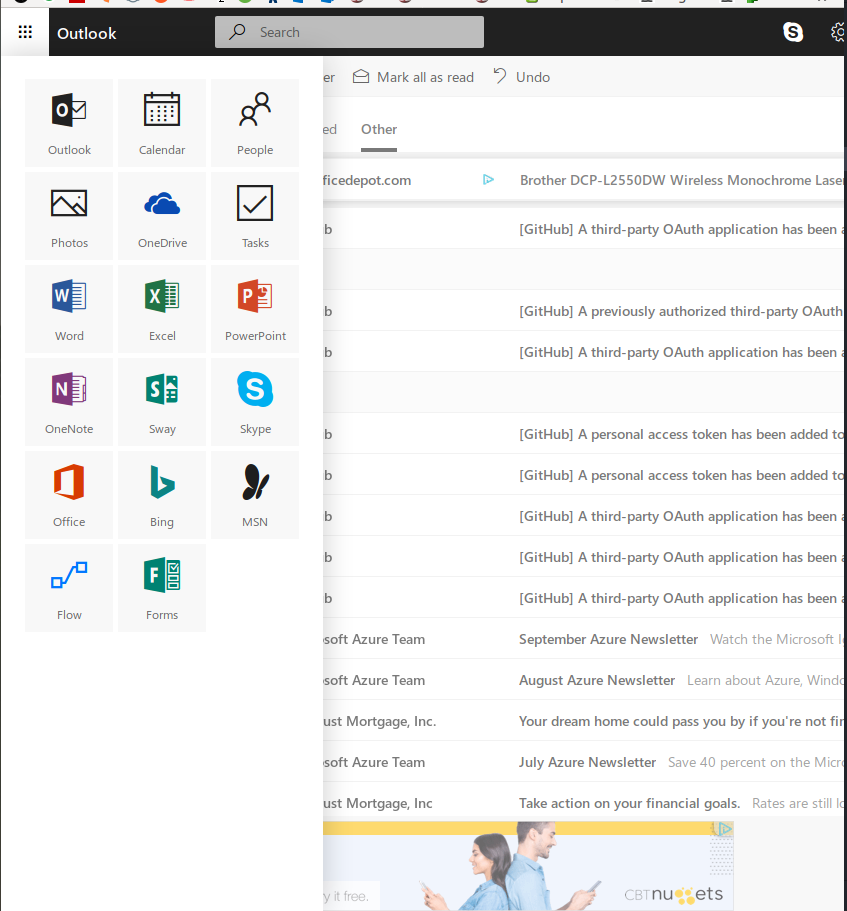 Outlook
Search
er Mark all as read Undo
ed Other
ficedepot.com Brother DCP-L2550DW Wireless Monochrome Laser
b [GitHub] A third-party OAuth application has been a
b [GitHub] A previously authorized third-party OAuth
b [GitHub] A third-party OAuth application has been a
b [GitHub] A personal access token has been added to
b [GitHub] A personal access token has been added to
b [GitHub] A third-party OAuth application has been a
b [GitHub] A third-party OAuth application has been a
b [GitHub] A third-party OAuth application has been a
soft Azure Team September Azure Newsletter Watch the Microsoft Ig
soft Azure Team August Azure Newsletter Learn about Azure, Windo
ust Mortgage, Inc. Your dream home could pass you by if you're not fin
soft Azure Team July Azure Newsletter Save 40 percent on the Micro
ust Mortgage, Inc Take action on your financial goals. Rates are still lo
Outlook Calendar People
Photos OneDrive Tasks
Word Excel PowerPoint
OneNote Sway Skype
Office Bing MSN
Flow Forms
y it free.
CBTnuggets